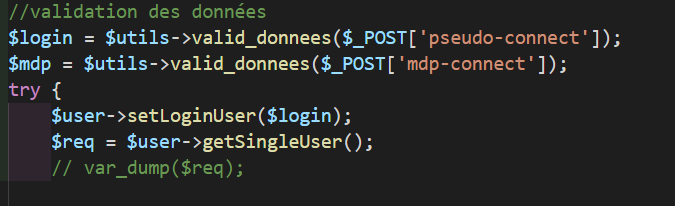 //validation des données
$login = $utils->valid_donnees($_POST['pseudo-connect']);
$mdp = $utils->valid_donnees($_POST['mdp-connect']);
try {
    $user->setLoginUser($login);
    $req = $user->getSingleUser();
    // var_dump($req);